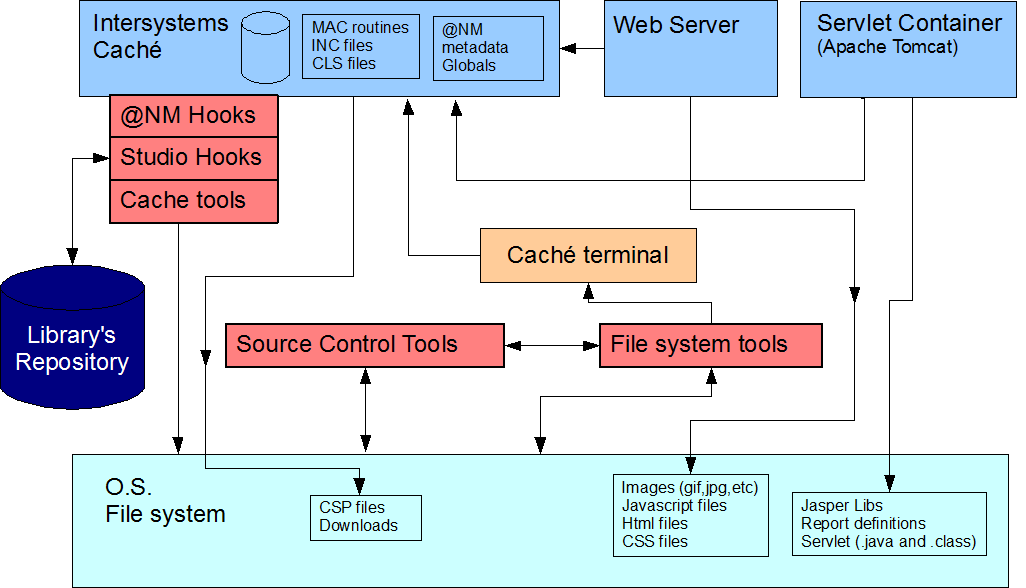 Intersystems
Caché
MAC routines
INC files
CLS files
@NM
metadata
Globals
Web Server
Servlet Container
(Apache Tomcat)
@NM Hooks
Studio Hooks
Cache tools
Caché terminal
Library's
Repository
Source Control Tools
File system tools
O.S.
File system
CSP files
Downloads
Images (gif,jpg,etc)
Javascript files
Html files
CSS files
Jasper Libs
Report definitions
Servlet (.java and .class)